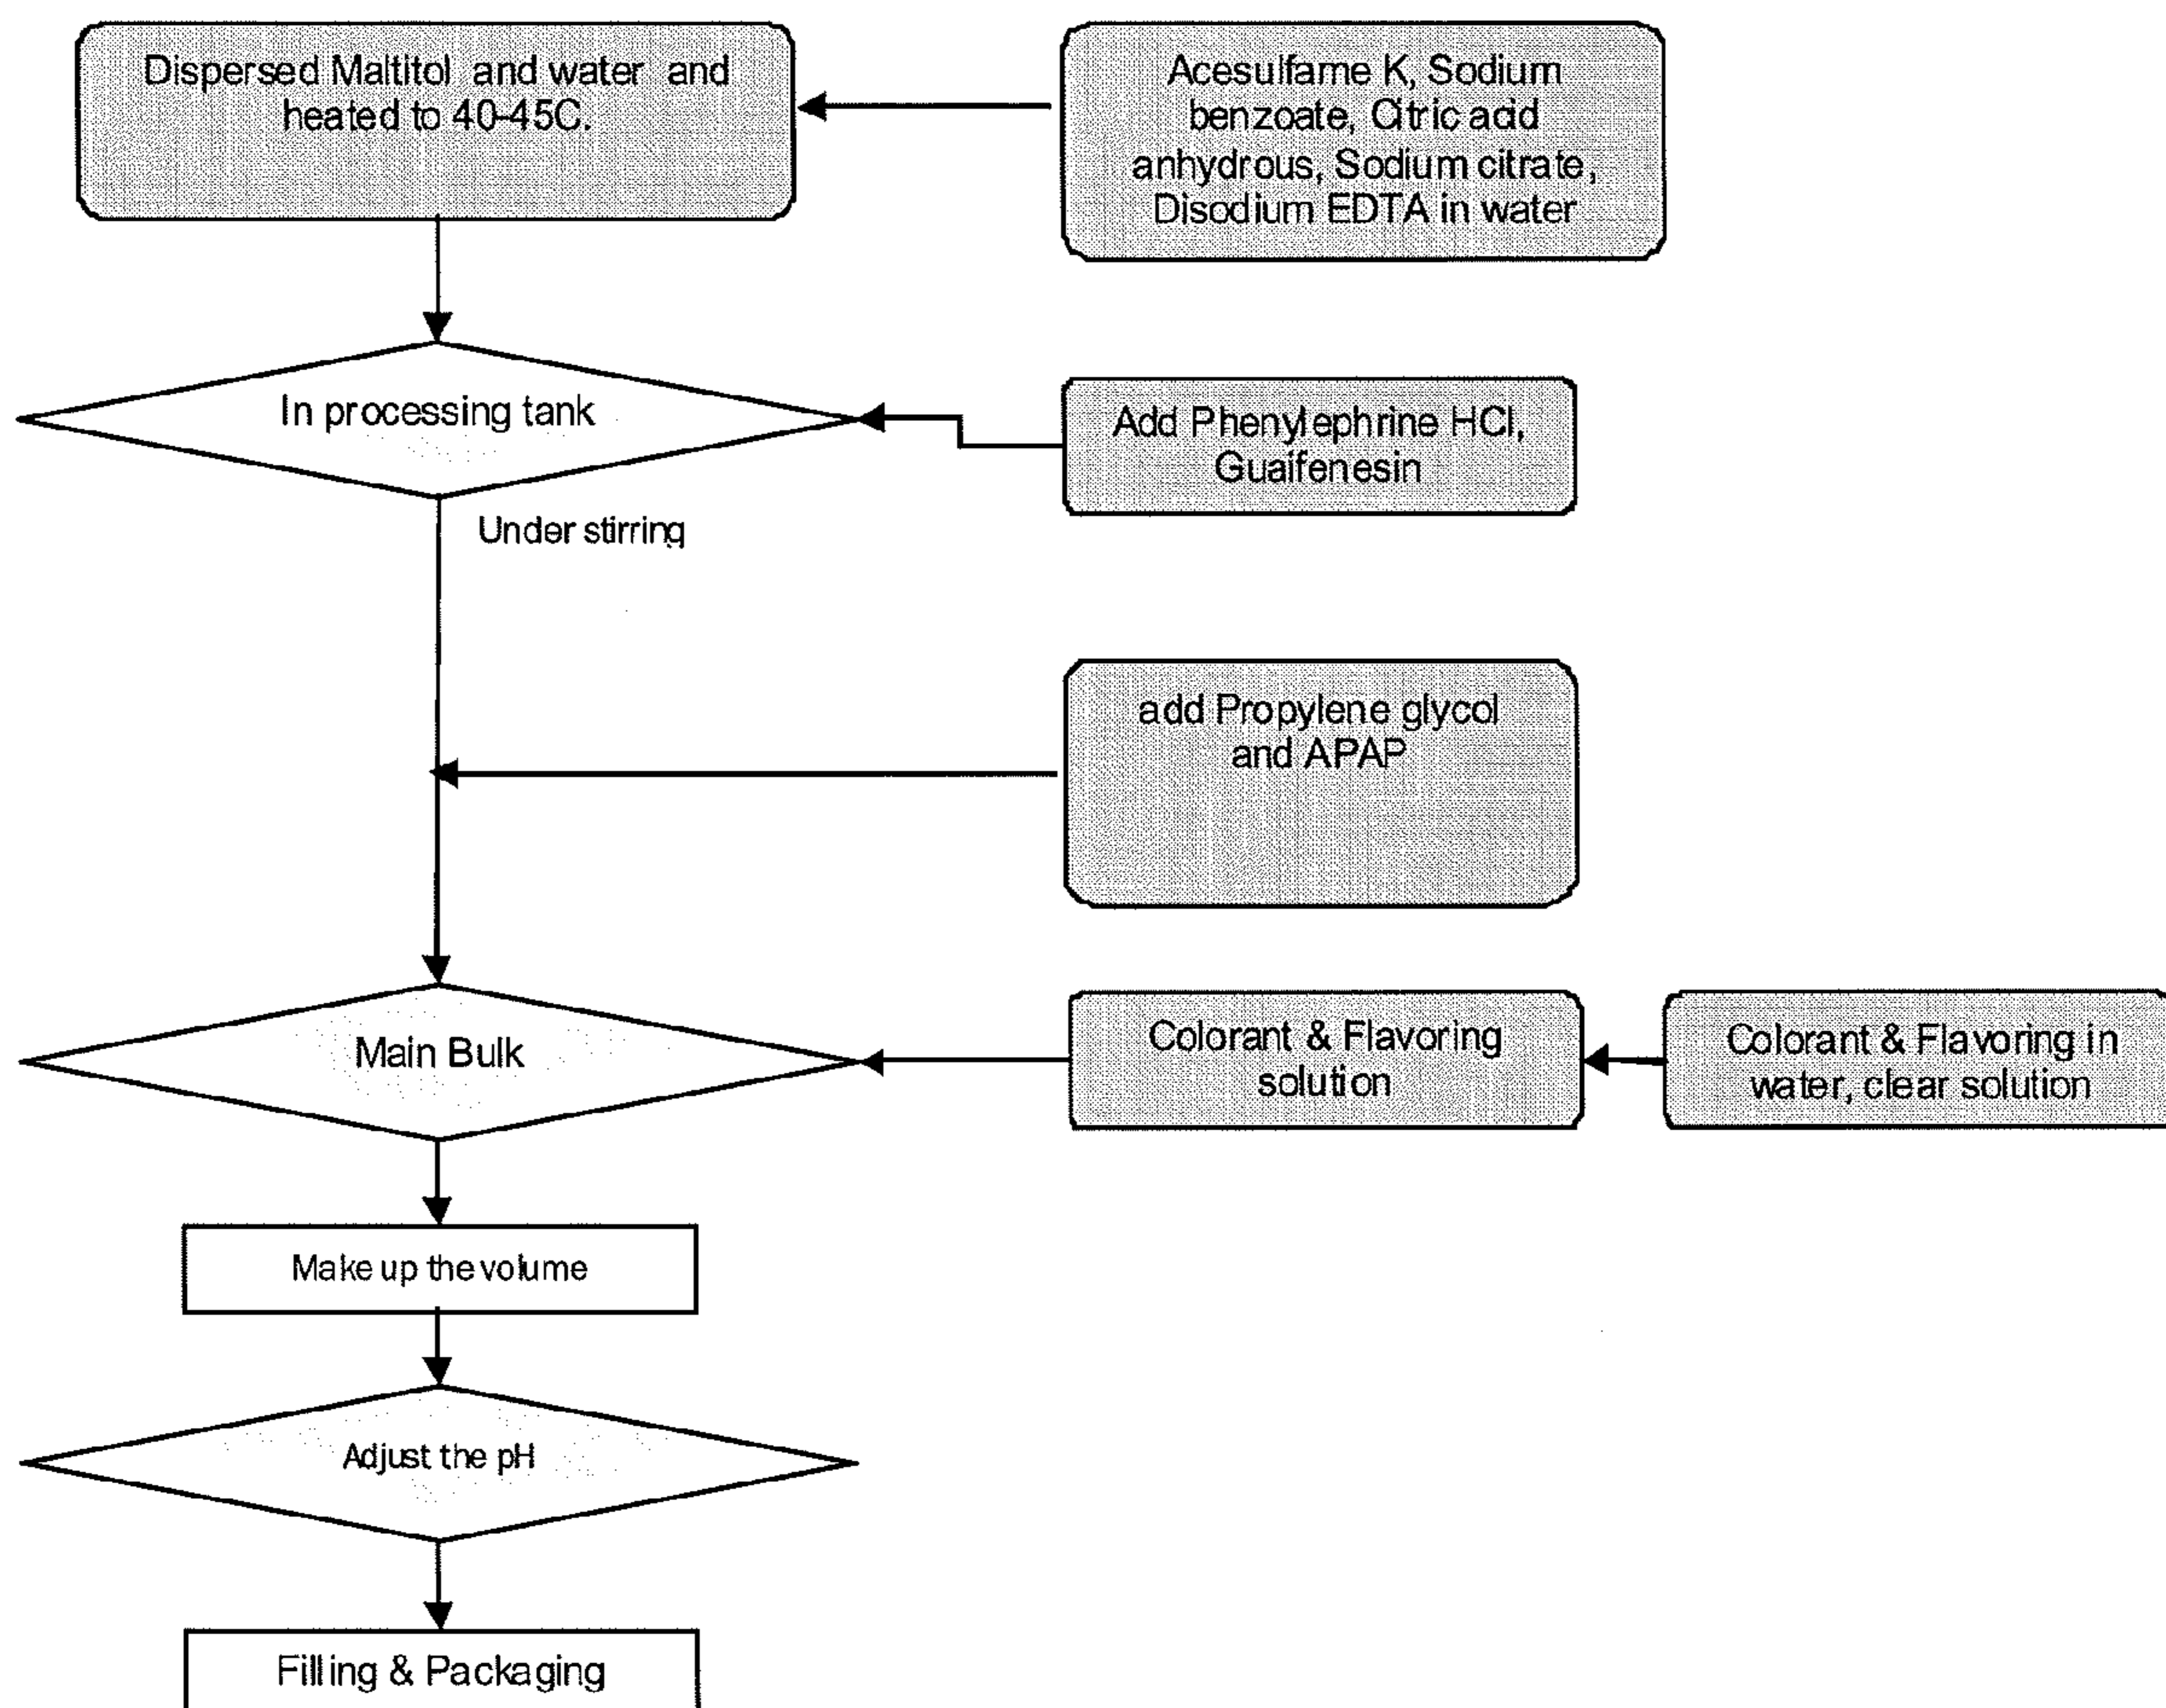 Dispersed Maltitol and water and
heated to 40-45C.
Acesulfame K, Sodium
benzoate, Citric acid
anhydrous, Sodium citrate,
Disodium EDTA in water
In processing tank
Add Phenylephrine HCl,
Guaifenesin
Under stirring
add Propylene glycol
and APAP
Main Bulk
Colorant & Flavoring
solution
Colorant & Flavoring in
water, clear solution
Make up the volume
Adjust the pH
Filling & Packaging